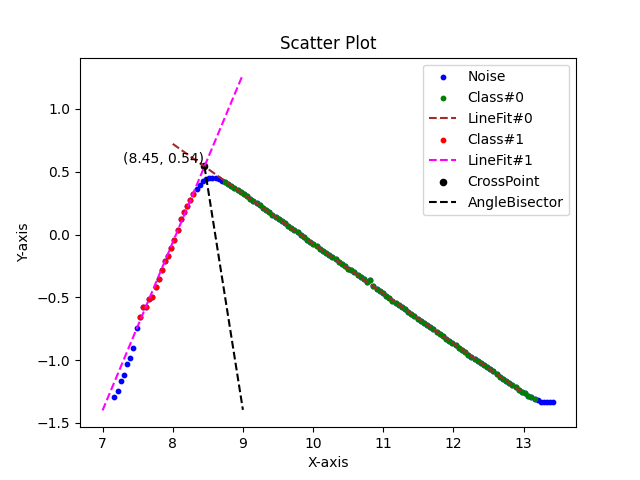 Scatter Plot
Noise
Class#0
LineFit#0
Class#1
LineFit#1
CrossPoint
AngleBisector
(8.45, 0.54)
Y-axis
1.0
0.5
0.0
−0.5
−1.0
−1.5
7 8 9 10 11 12 13
X-axis